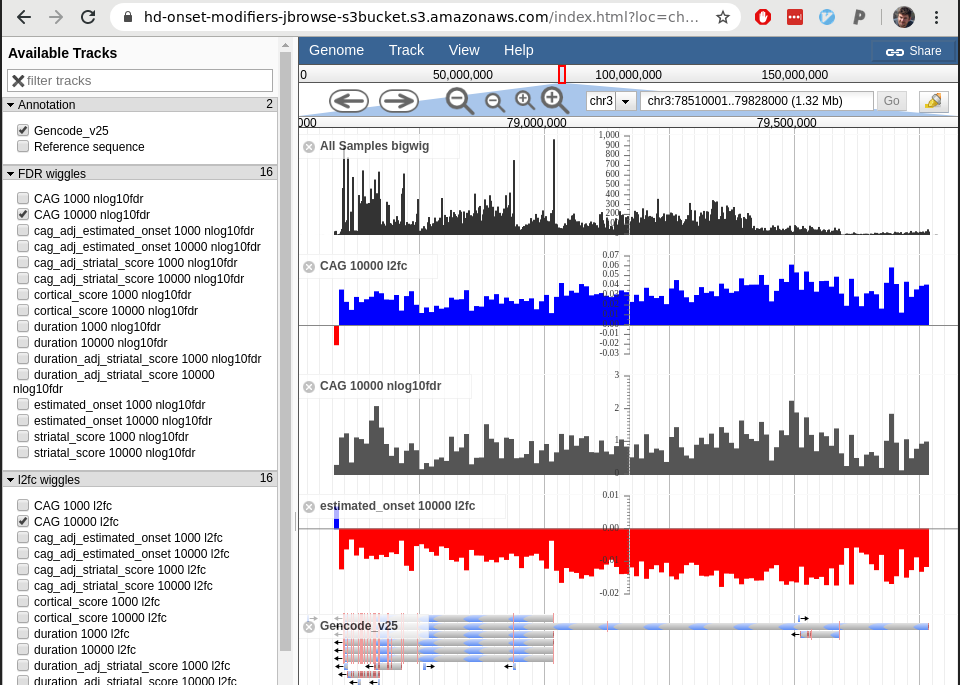 hd-onset-modifiers-jbrowse-s3bucket.s3.amazonaws.com/index.html?loc=ch…
Available Tracks
filter tracks
Annotation 2
Gencode_v25
Reference sequence
FDR wiggles 16
CAG 1000 nlog10fdr
CAG 10000 nlog10fdr
cag_adj_estimated_onset 1000 nlog10fdr
cag_adj_estimated_onset 10000 nlog10fdr
cag_adj_striatal_score 1000 nlog10fdr
cag_adj_striatal_score 10000 nlog10fdr
cortical_score 1000 nlog10fdr
cortical_score 10000 nlog10fdr
duration 1000 nlog10fdr
duration 10000 nlog10fdr
duration_adj_striatal_score 1000 nlog10fdr
duration_adj_striatal_score 10000
nlog10fdr
estimated_onset 1000 nlog10fdr
estimated_onset 10000 nlog10fdr
striatal_score 1000 nlog10fdr
striatal_score 10000 nlog10fdr
l2fc wiggles 16
CAG 1000 l2fc
CAG 10000 l2fc
cag_adj_estimated_onset 1000 l2fc
cag_adj_estimated_onset 10000 l2fc
cag_adj_striatal_score 1000 l2fc
cag_adj_striatal_score 10000 l2fc
cortical_score 1000 l2fc
cortical_score 10000 l2fc
duration 1000 l2fc
duration 10000 l2fc
duration_adj_striatal_score 1000 l2fc
duration_adj_striatal_score 10000 l2fc
Genome Track View Help Share
0 50,000,000 100,000,000 150,000,000
chr3 chr3:78510001..79828000 (1.32 Mb) Go
000 79,000,000 79,500,000
All Samples bigwig
1,000
900
800
700
600
500
400
300
200
0
CAG 10000 l2fc
0.07
0.06
0.05
0.04
0.03
0.01
-0.01
-0.02
-0.03
CAG 10000 nlog10fdr
3
2
1
0
estimated_onset 10000 l2fc
0.01
0.00
-0.01
-0.02
Gencode_v25